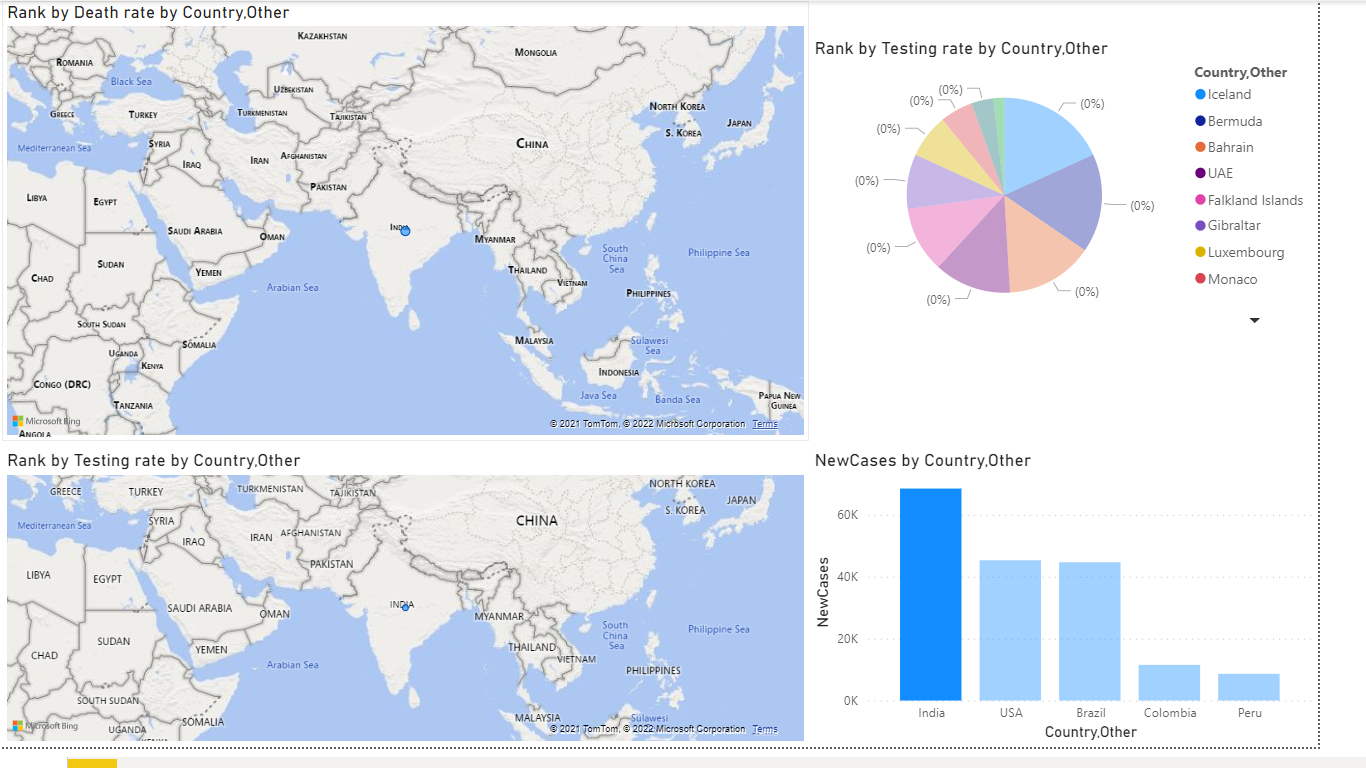 Rank by Death rate by Country,Other
KAZAKHSTAN
MONGOLIA
ROMANIA
Black Sea
UZBEKISTAN
GREECE
TURKEY
TURKMENISTAN
TAJIKISTAN
NORTH KOREA
S. KOREA
JAPAN
Mediterranean Sea
SYRIA
IRAQ
IRAN
AFGHANISTAN
CHINA
PAKISTAN
LIBYA
EGYPT
SAUDI ARABIA
OMAN
INDIA
MYANMAR
South
China
Sea
Philippine Sea
CHAD
SUDAN
YEMEN
THAILAND
VIETNAM
Arabian Sea
PHILIPPINES
SOUTH SUDAN
SOMALIA
MALAYSIA
Sulawesi
Sea
UGANDA
KENYA
INDONESIA
CONGO (DRC)
TANZANIA
Java Sea
Banda Sea
PAPUA NEW
GUINEA
Microsoft Bing
© 2021 TomTom, © 2022 Microsoft Corporation Terms
ANGOLA
Rank by Testing rate by Country,Other
Country,Other
Iceland
Bermuda
Bahrain
UAE
Falkland Islands
Gibraltar
Luxembourg
Monaco
(0%)
(0%)
(0%)
(0%)
(0%)
(0%)
(0%)
(0%)
(0%)
Rank by Testing rate by Country,Other
GREECE
TURKEY
TURKMENISTAN
TAJIKISTAN
NORTH KOREA
JAPAN
S. KOREA
Mediterranean Sea
SYRIA
IRAQ
IRAN
AFGHANISTAN
CHINA
PAKISTAN
LIBYA
EGYPT
SAUDI ARABIA
OMAN
INDIA
MYANMAR
South
China
Sea
Philippine Sea
CHAD
SUDAN
YEMEN
THAILAND
VIETNAM
Arabian Sea
PHILIPPINES
SOUTH SUDAN
SOMALIA
MALAYSIA
Sulawesi
UGANDA
Microsoft Bing
© 2021 TomTom, © 2022 Microsoft Corporation Terms
NewCases by Country,Other
NewCases
60K
40K
20K
0K
India
USA
Brazil
Colombia
Peru
Country,Other